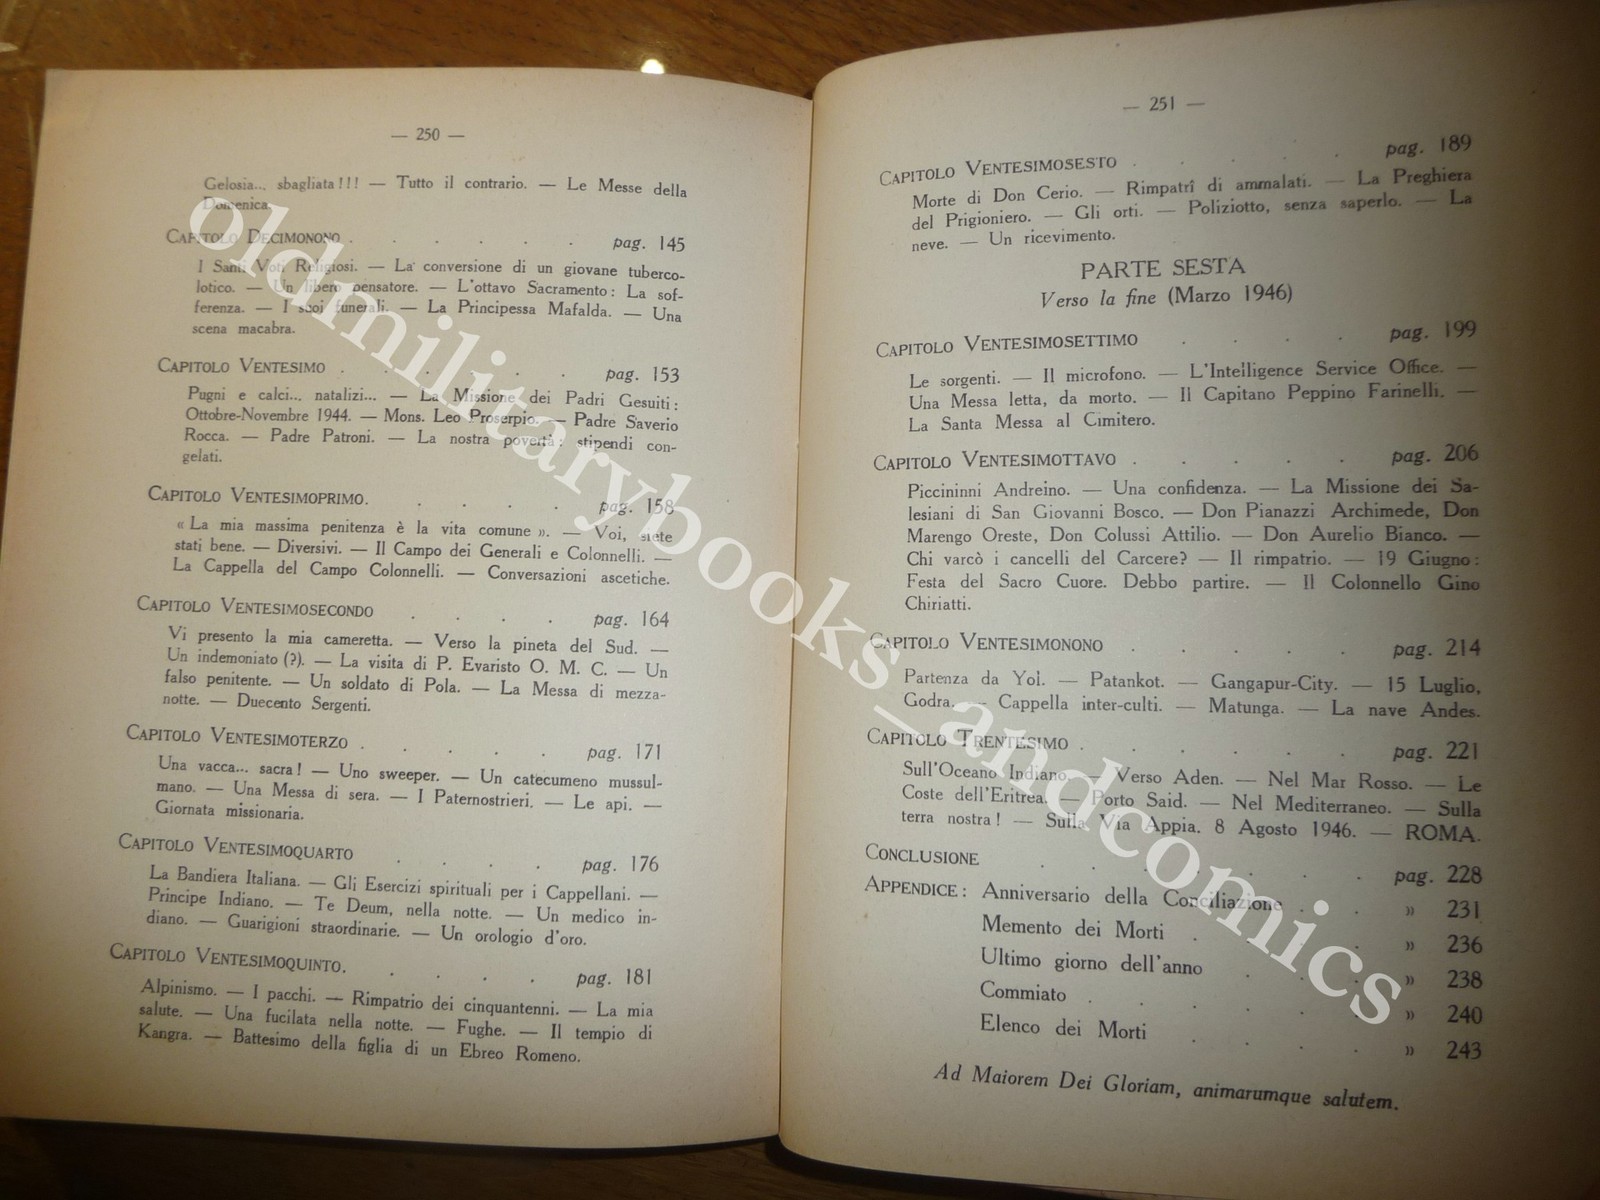 — 250 —
Gelosia... sbagliata!!! — Tutto il contrario. — Le Messe della
Domenica.
CAPITOLO DECIMONONO . . . . . . pag. 145
I Santi Voti Religiosi. — La conversione di un giovane tuberco-
lotico. — Un libero pensatore. — L'ottavo Sacramento: La sof-
ferenza. — I suoi funerali. — La Principessa Mafalda. — Una
scena macabra.
CAPITOLO VENTESIMO . . . . . . pag. 153
Pugni e calci... natalizi... — La Missione dei Padri Gesuiti:
Ottobre-Novembre 1944. — Mons. Leo Proserpio. — Padre Saverio
Rocca. — Padre Patroni. — La nostra povertà: stipendi con-
gelati.
CAPITOLO VENTESIMOPRIMO. . . . . pag. 158
« La mia massima penitenza è la vita comune ». — Voi, siete
stati bene. — Diversivi. — Il Campo dei Generali e Colonnelli. —
La Cappella del Campo Colonnelli. — Conversazioni ascetiche.
CAPITOLO VENTESIMOSECONDO . . . . pag. 164
Vi presento la mia cameretta. — Verso la pineta del Sud. —
Un indemoniato (?). — La visita di P. Evaristo O. M. C. — Un
falso penitente. — Un soldato di Pola. — La Messa di mezza-
notte. — Duecento Sergenti.
CAPITOLO VENTESIMOTERZO . . . . . pag. 171
Una vacca... sacra! — Uno sweeper. — Un catecumeno mussul-
mano. — Una Messa di sera. — I Paternostrieri. — Le api. —
Giornata missionaria.
CAPITOLO VENTESIMOQUARTO . . . . pag. 176
La Bandiera Italiana. — Gli Esercizi spirituali per i Cappellani. —
Principe Indiano. — Te Deum, nella notte. — Un medico in-
diano. — Guarigioni straordinarie. — Un orologio d'oro.
CAPITOLO VENTESIMOQUINTO. . . . . pag. 181
Alpinismo. — I pacchi. — Rimpatrio dei cinquantenni. — La mia
salute. — Una fucilata nella notte. — Fughe. — Il tempio di
Kangra. — Battesimo della figlia di un Ebreo Romeno.
— 251 —
CAPITOLO VENTESIMOSESTO . . . . . pag. 189
Morte di Don Cerio. — Rimpatrî di ammalati. — La Preghiera
del Prigioniero. — Gli orti. — Poliziotto, senza saperlo. — La
neve. — Un ricevimento.
PARTE SESTA
Verso la fine (Marzo 1946)
CAPITOLO VENTESIMOSETTIMO . . . . pag. 199
Le sorgenti. — Il microfono. — L'Intelligence Service Office. —
Una Messa letta, da morto. — Il Capitano Peppino Farinelli. —
La Santa Messa al Cimitero.
CAPITOLO VENTESIMOTTAVO . . . . . pag. 206
Piccininni Andreino. — Una confidenza. — La Missione dei Sa-
lesiani di San Giovanni Bosco. — Don Pianazzi Archimede, Don
Marengo Oreste, Don Colussi Attilio. — Don Aurelio Bianco. —
Chi varcò i cancelli del Carcere? — Il rimpatrio. — 19 Giugno:
Festa del Sacro Cuore. Debbo partire. — Il Colonnello Gino
Chiriatti.
CAPITOLO VENTESIMONONO . . . . . pag. 214
Partenza da Yol. — Patankot. — Gangapur-City. — 15 Luglio,
Godra. — Cappella inter-culti. — Matunga. — La nave Andes.
CAPITOLO TRENTESIMO . . . . . . pag. 221
Sull'Oceano Indiano. — Verso Aden. — Nel Mar Rosso. — Le
Coste dell'Eritrea. — Porto Said. — Nel Mediterraneo. — Sulla
terra nostra! — Sulla Via Appia. 8 Agosto 1946. — ROMA.
CONCLUSIONE . . . . . . pag. 228
APPENDICE: Anniversario della Conciliazione . . » 231
Memento dei Morti . . . . » 236
Ultimo giorno dell'anno . . . » 238
Commiato . . . . . » 240
Elenco dei Morti . . . . » 243
Ad Maiorem Dei Gloriam, animarumque salutem.
oldmilitarybooks_andcomics